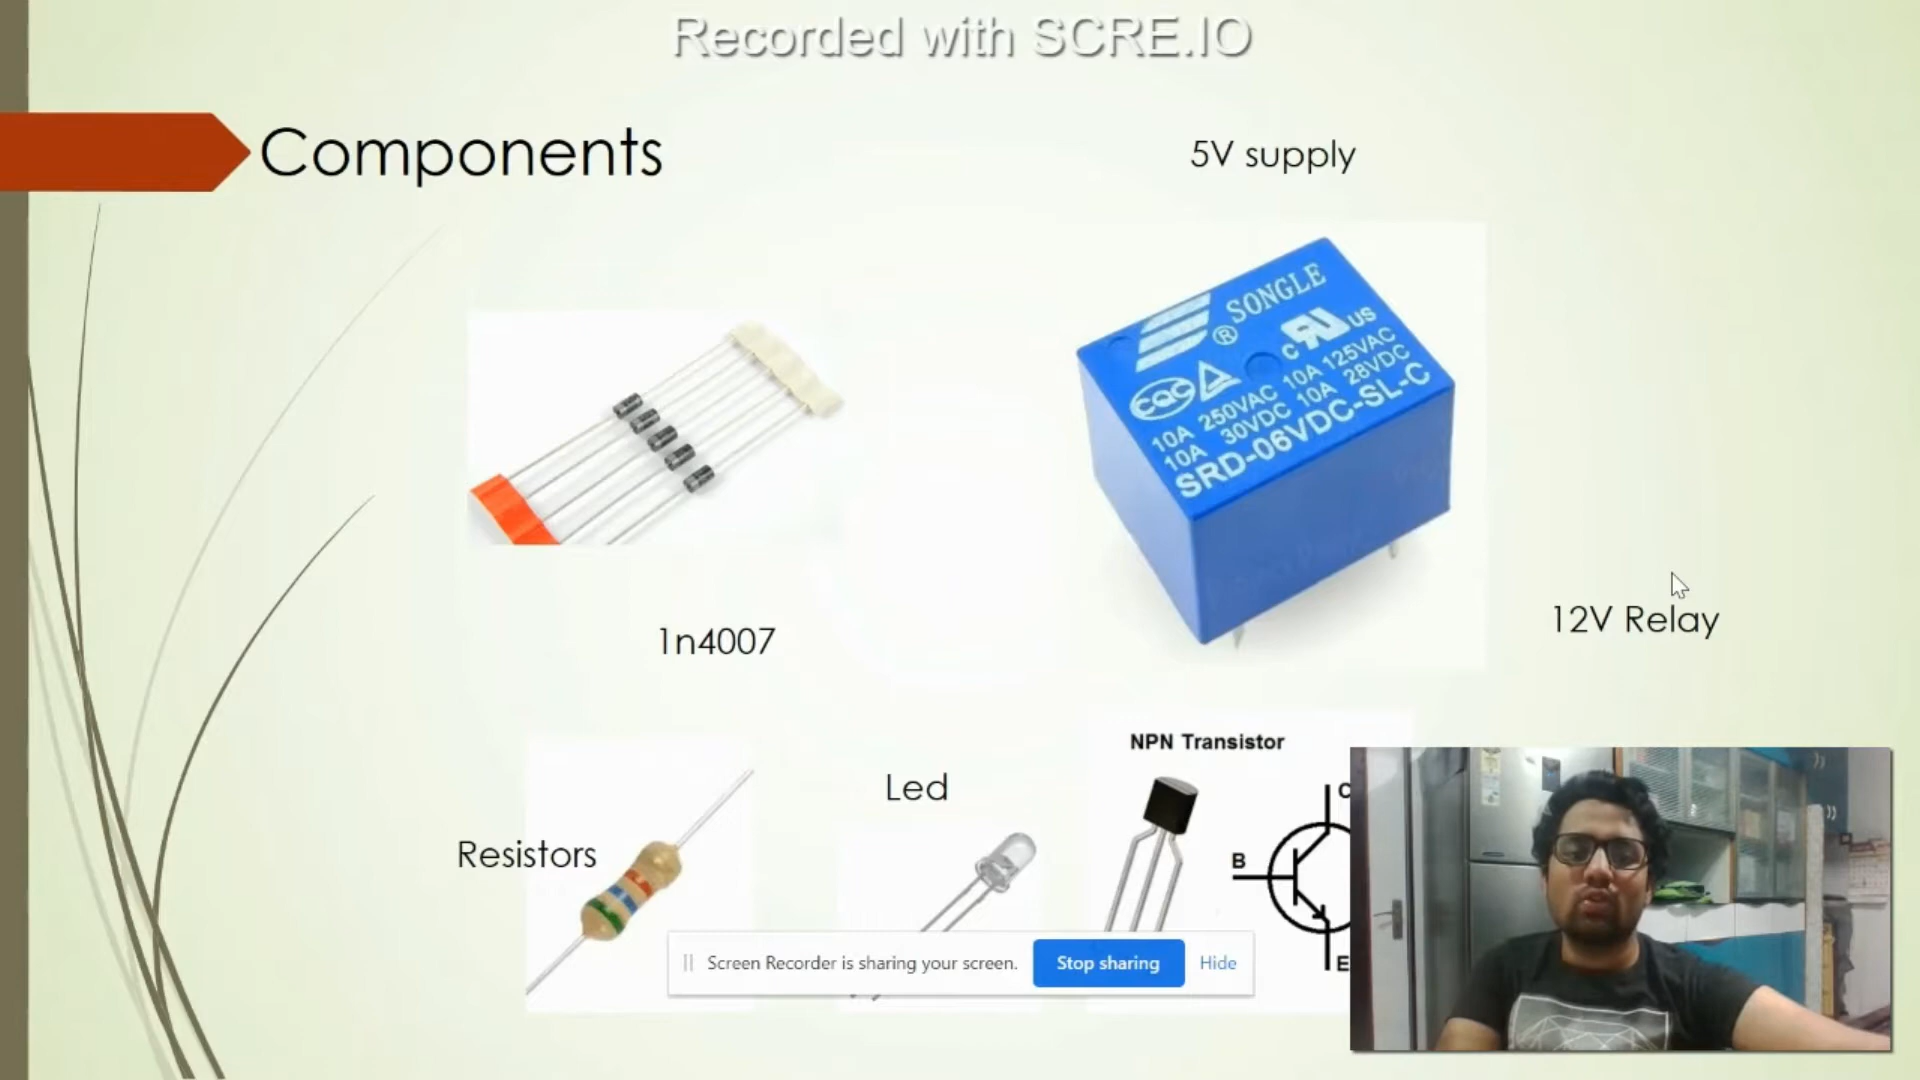 Recorded with SCRE.IO
Components
5V supply
SONGLE
®
C US
CQC
10A 250VAC 10A 125VAC
10A 30VDC 10A 28VDC
SRD-06VDC-SL-C
12V Relay
1n4007
NPN Transistor
Led
C
Resistors
B
E
Screen Recorder is sharing your screen.
Stop sharing
Hide